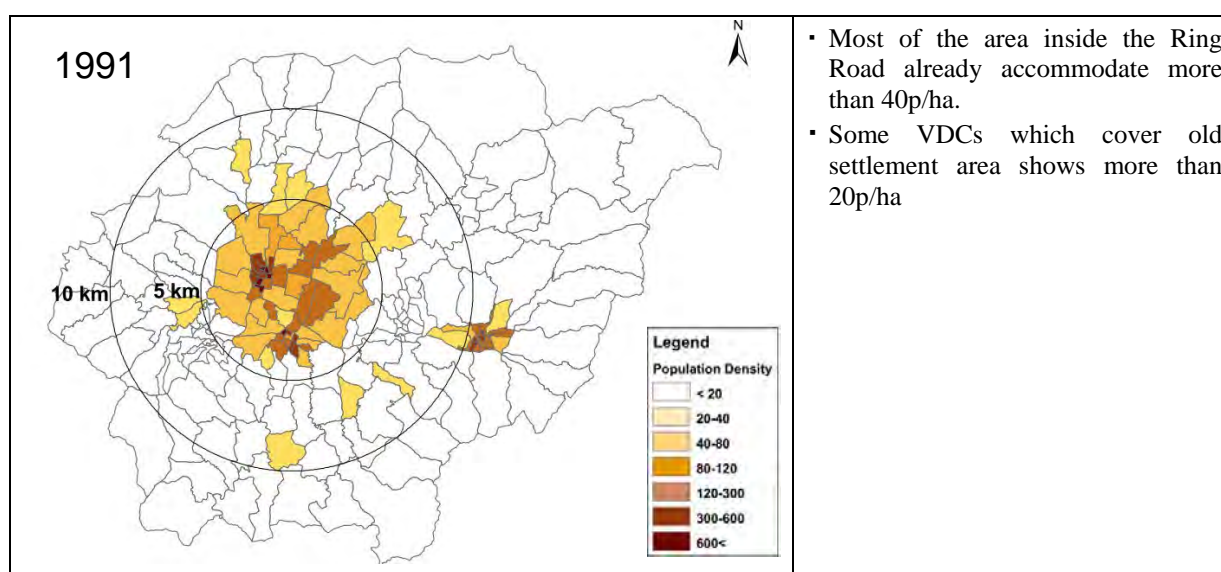 N
1991
10 km
5 km
Legend
Population Density
< 20
20-40
40-80
80-120
120-300
300-600
600<
▪ Most of the area inside the Ring
Road already accommodate more
than 40p/ha.
▪ Some VDCs which cover old
settlement area shows more than
20p/ha